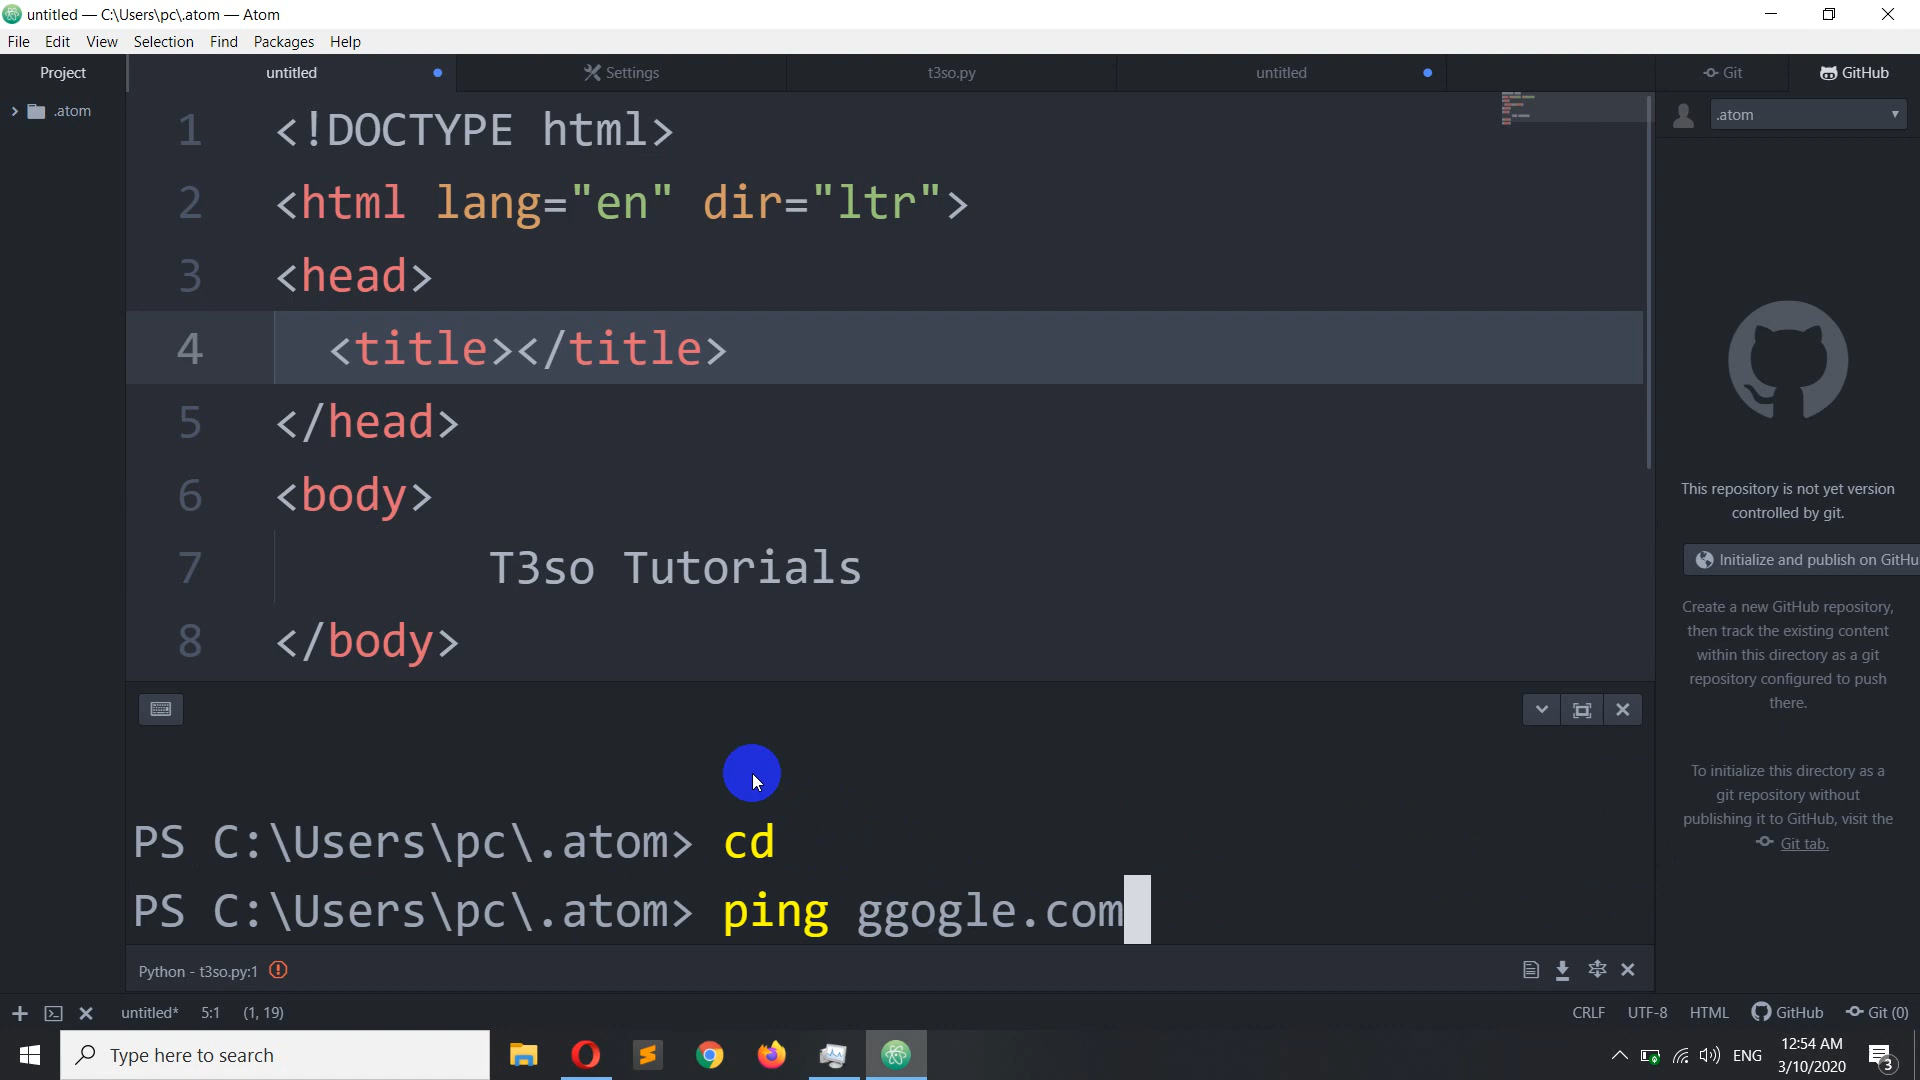 untitled — C:\Users\pc\.atom — Atom
File Edit View Selection Find Packages Help
Project untitled Settings t3so.py untitled Git GitHub
.atom
.atom
1 <!DOCTYPE html>
2 <html lang="en" dir="ltr">
3 <head>
4 <title></title>
5 </head>
6 <body>
7 T3so Tutorials
8 </body>
This repository is not yet version
controlled by git.
Initialize and publish on GitHu
Create a new GitHub repository,
then track the existing content
within this directory as a git
repository configured to push
there.
To initialize this directory as a
git repository without
publishing it to GitHub, visit the
Git tab.
PS C:\Users\pc\.atom> cd
PS C:\Users\pc\.atom> ping ggogle.com
Python - t3so.py:1
untitled* 5:1 (1, 19) CRLF UTF-8 HTML GitHub Git (0)
Type here to search
ENG
12:54 AM
3/10/2020
3